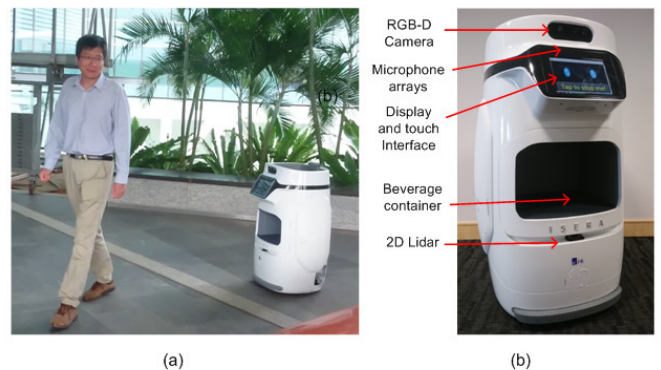 (b)
RGB-D
Camera
Microphone
arrays
Display
and touch
Interface
Beverage
container
2D Lidar
Tap to stop me!
ISERA
(a)
(b)